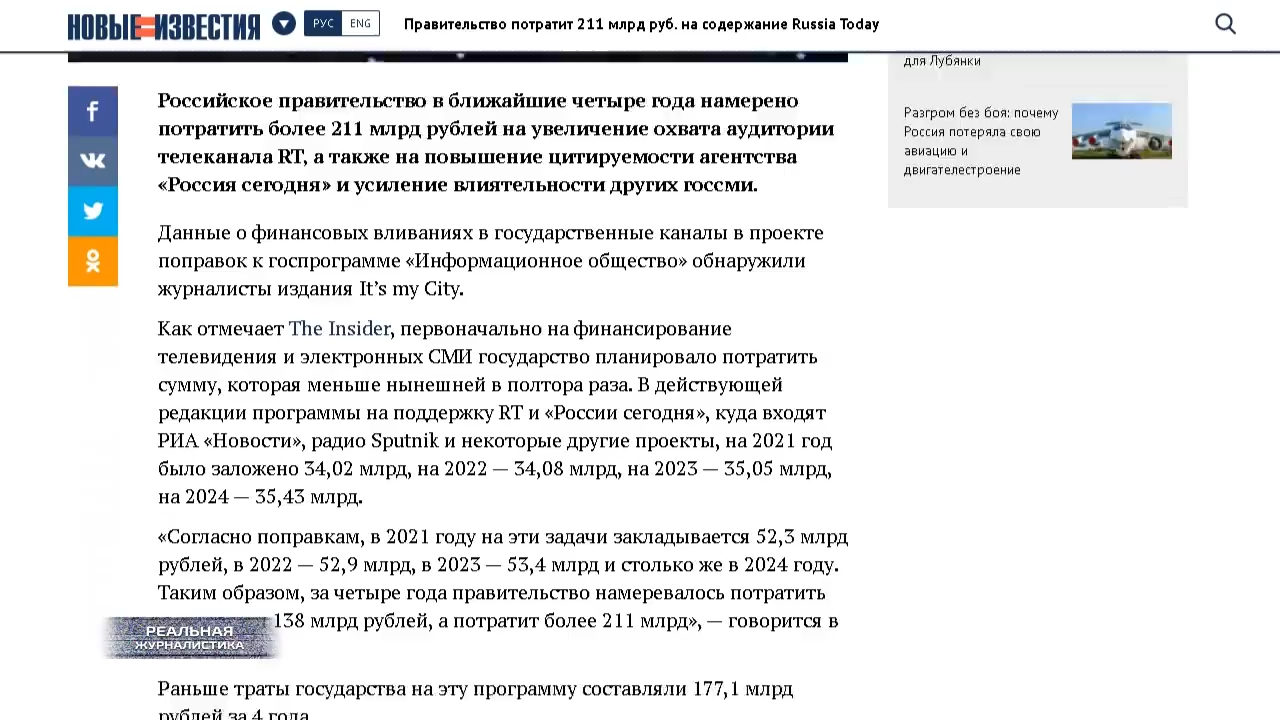 НОВЫЕ ИЗВЕСТИЯ
РУС ENG
Правительство потратит 211 млрд руб. на содержание Russia Today
для Лубянки
Разгром без боя: почему
Россия потеряла свою
авиацию и
двигателестроение
Российское правительство в ближайшие четыре года намерено
потратить более 211 млрд рублей на увеличение охвата аудитории
телеканала RT, а также на повышение цитируемости агентства
«Россия сегодня» и усиление влиятельности других госсми.
Данные о финансовых вливаниях в государственные каналы в проекте
поправок к госпрограмме «Информационное общество» обнаружили
журналисты издания It’s my City.
Как отмечает The Insider, первоначально на финансирование
телевидения и электронных СМИ государство планировало потратить
сумму, которая меньше нынешней в полтора раза. В действующей
редакции программы на поддержку RT и «России сегодня», куда входят
РИА «Новости», радио Sputnik и некоторые другие проекты, на 2021 год
было заложено 34,02 млрд, на 2022 — 34,08 млрд, на 2023 — 35,05 млрд,
на 2024 — 35,43 млрд.
«Согласно поправкам, в 2021 году на эти задачи закладывается 52,3 млрд
рублей, в 2022 — 52,9 млрд, в 2023 — 53,4 млрд и столько же в 2024 году.
Таким образом, за четыре года правительство намеревалось потратить
138 млрд рублей, а потратит более 211 млрд», — говорится в
РЕАЛЬНАЯ
ЖУРНАЛИСТИКА
Раньше траты государства на эту программу составляли 177,1 млрд
рублей за 4 года